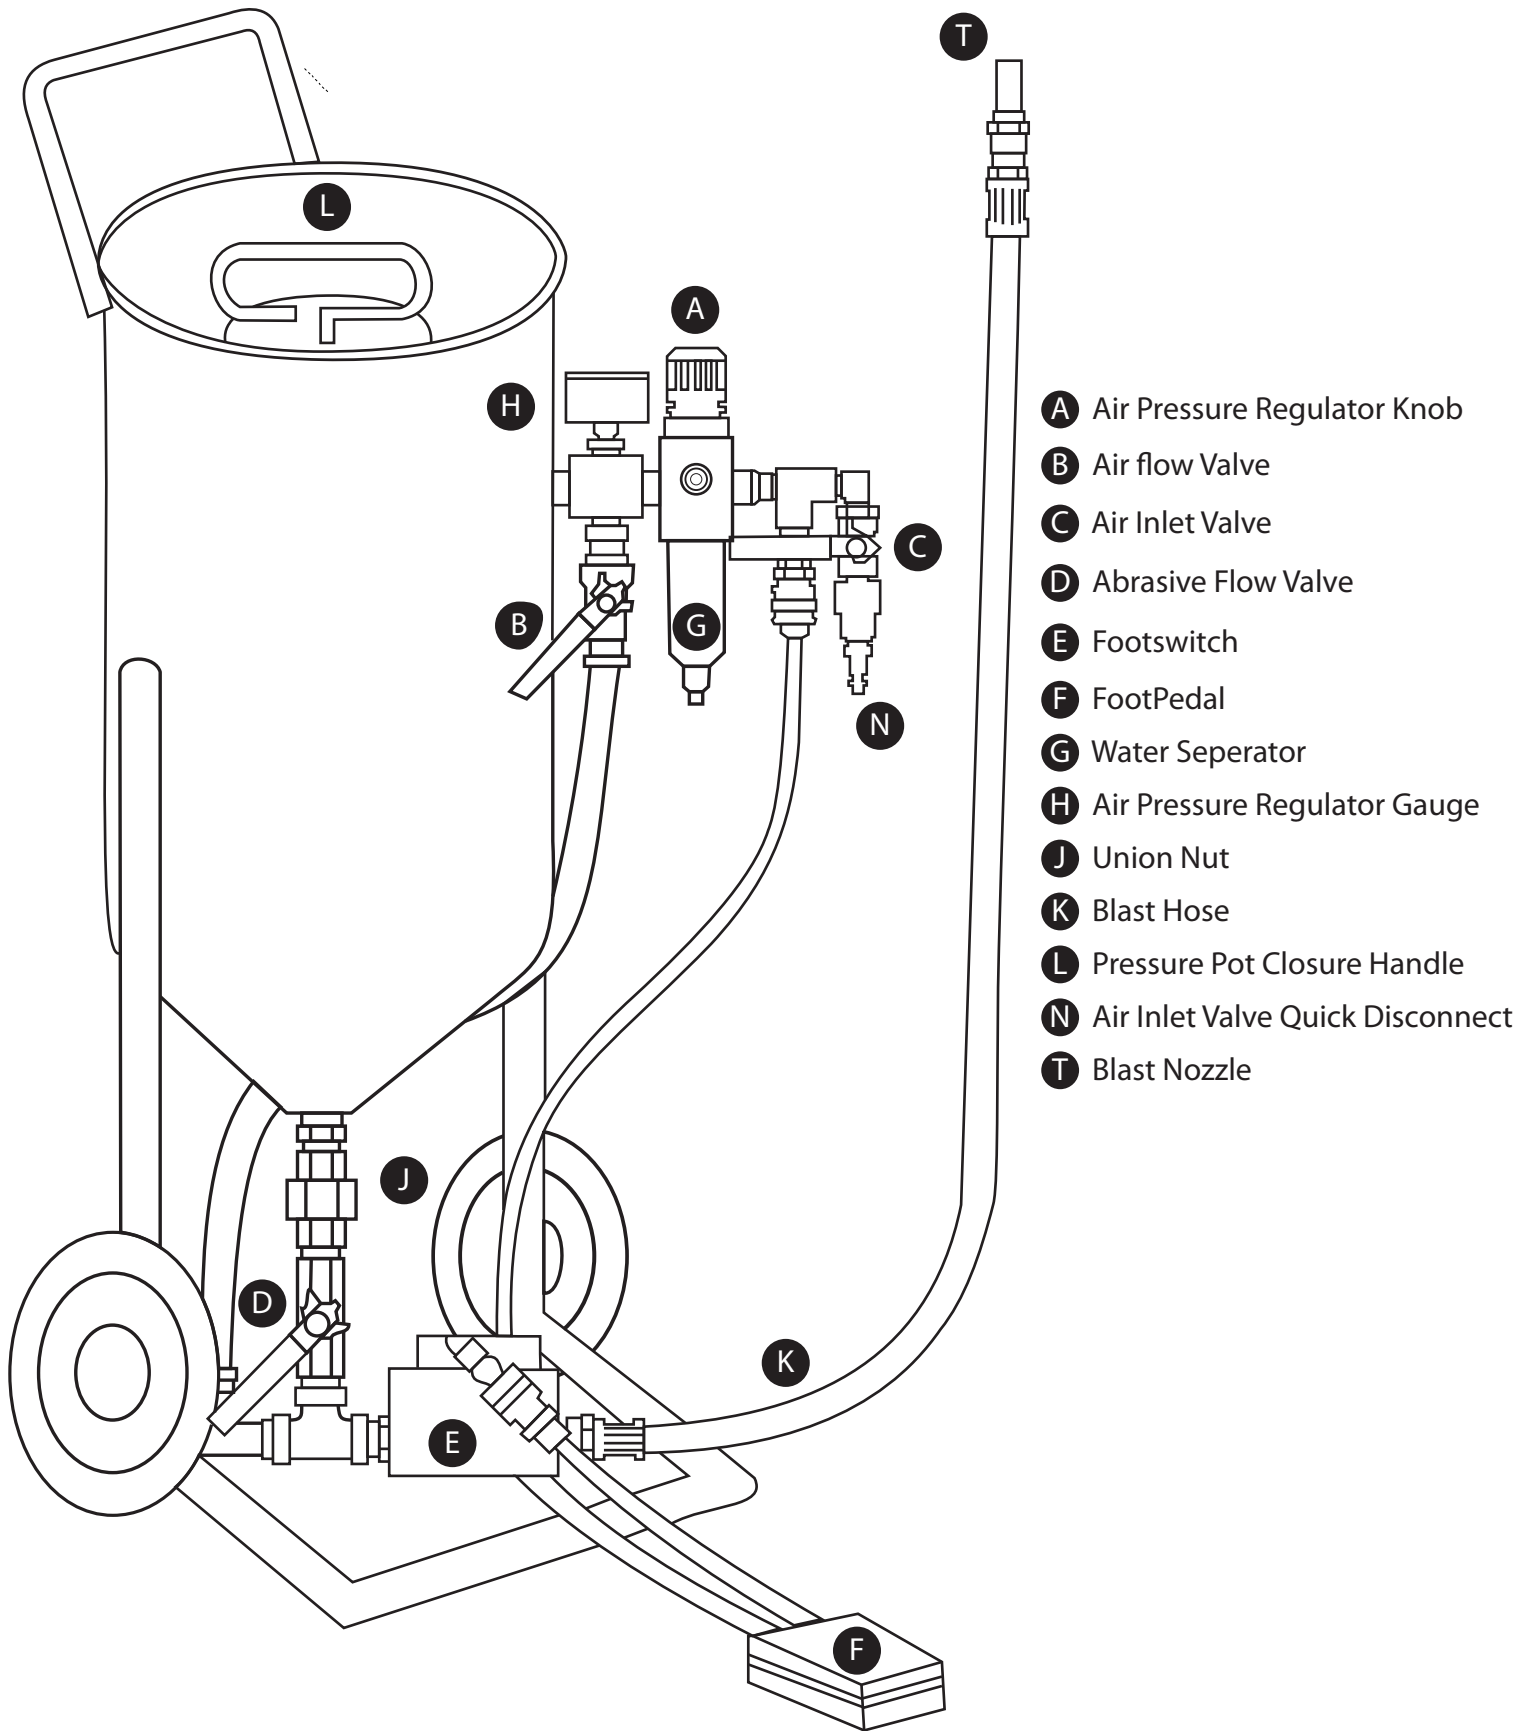 T
L
A
H
C
B
G
N
J
D
K
E
F
A Air Pressure Regulator Knob
B Air flow Valve
C Air Inlet Valve
D Abrasive Flow Valve
E Footswitch
F FootPedal
G Water Seperator
H Air Pressure Regulator Gauge
J Union Nut
K Blast Hose
L Pressure Pot Closure Handle
N Air Inlet Valve Quick Disconnect
T Blast Nozzle